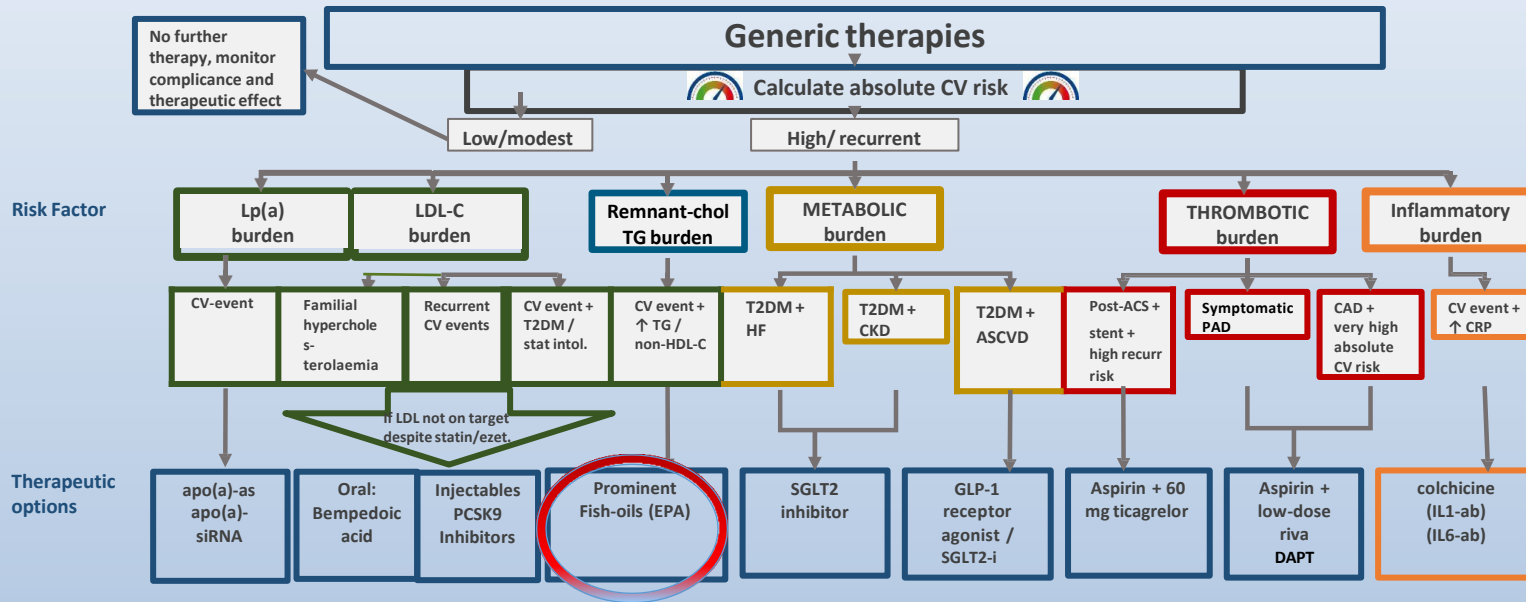 Generic therapies
No further
therapy, monitor
complicance and
therapeutic effect
Calculate absolute CV risk
Low/modest
High/ recurrent
Risk Factor
Lp(a)
burden
LDL-C
burden
Remnant-chol
TG burden
METABOLIC
burden
THROMBOTIC
burden
Inflammatory
burden
CV-event
Familial
hyperchole
s-
terolaemia
Recurrent
CV events
CV event +
T2DM /
stat intol.
CV event +
↑ TG /
non-HDL-C
T2DM +
HF
T2DM +
CKD
T2DM +
ASCVD
Post-ACS +
stent +
high recurr
risk
Symptomatic
PAD
CAD +
very high
absolute
CV risk
CV event +
↑ CRP
If LDL not on target
despite statin/ezet.
Therapeutic
options
apo(a)-as
apo(a)-
siRNA
Oral:
Bempedoic
acid
Injectables
PCSK9
Inhibitors
Prominent
Fish-oils (EPA)
SGLT2
inhibitor
GLP-1
receptor
agonist /
SGLT2-i
Aspirin + 60
mg ticagrelor
Aspirin +
low-dose
riva
DAPT
colchicine
(IL1-ab)
(IL6-ab)